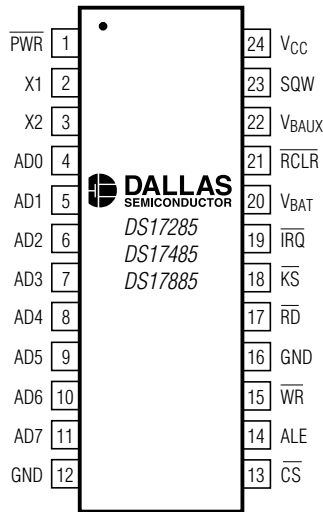 PWR 1 24 VCC
X1 2 23 SQW
X2 3 22 VBAUX
AD0 4 21 RCLR
AD1 5 20 VBAT
AD2 6 19 IRQ
AD3 7 18 KS
AD4 8 17 RD
AD5 9 16 GND
AD6 10 15 WR
AD7 11 14 ALE
GND 12 13 CS
DALLAS
SEMICONDUCTOR
DS17285
DS17485
DS17885